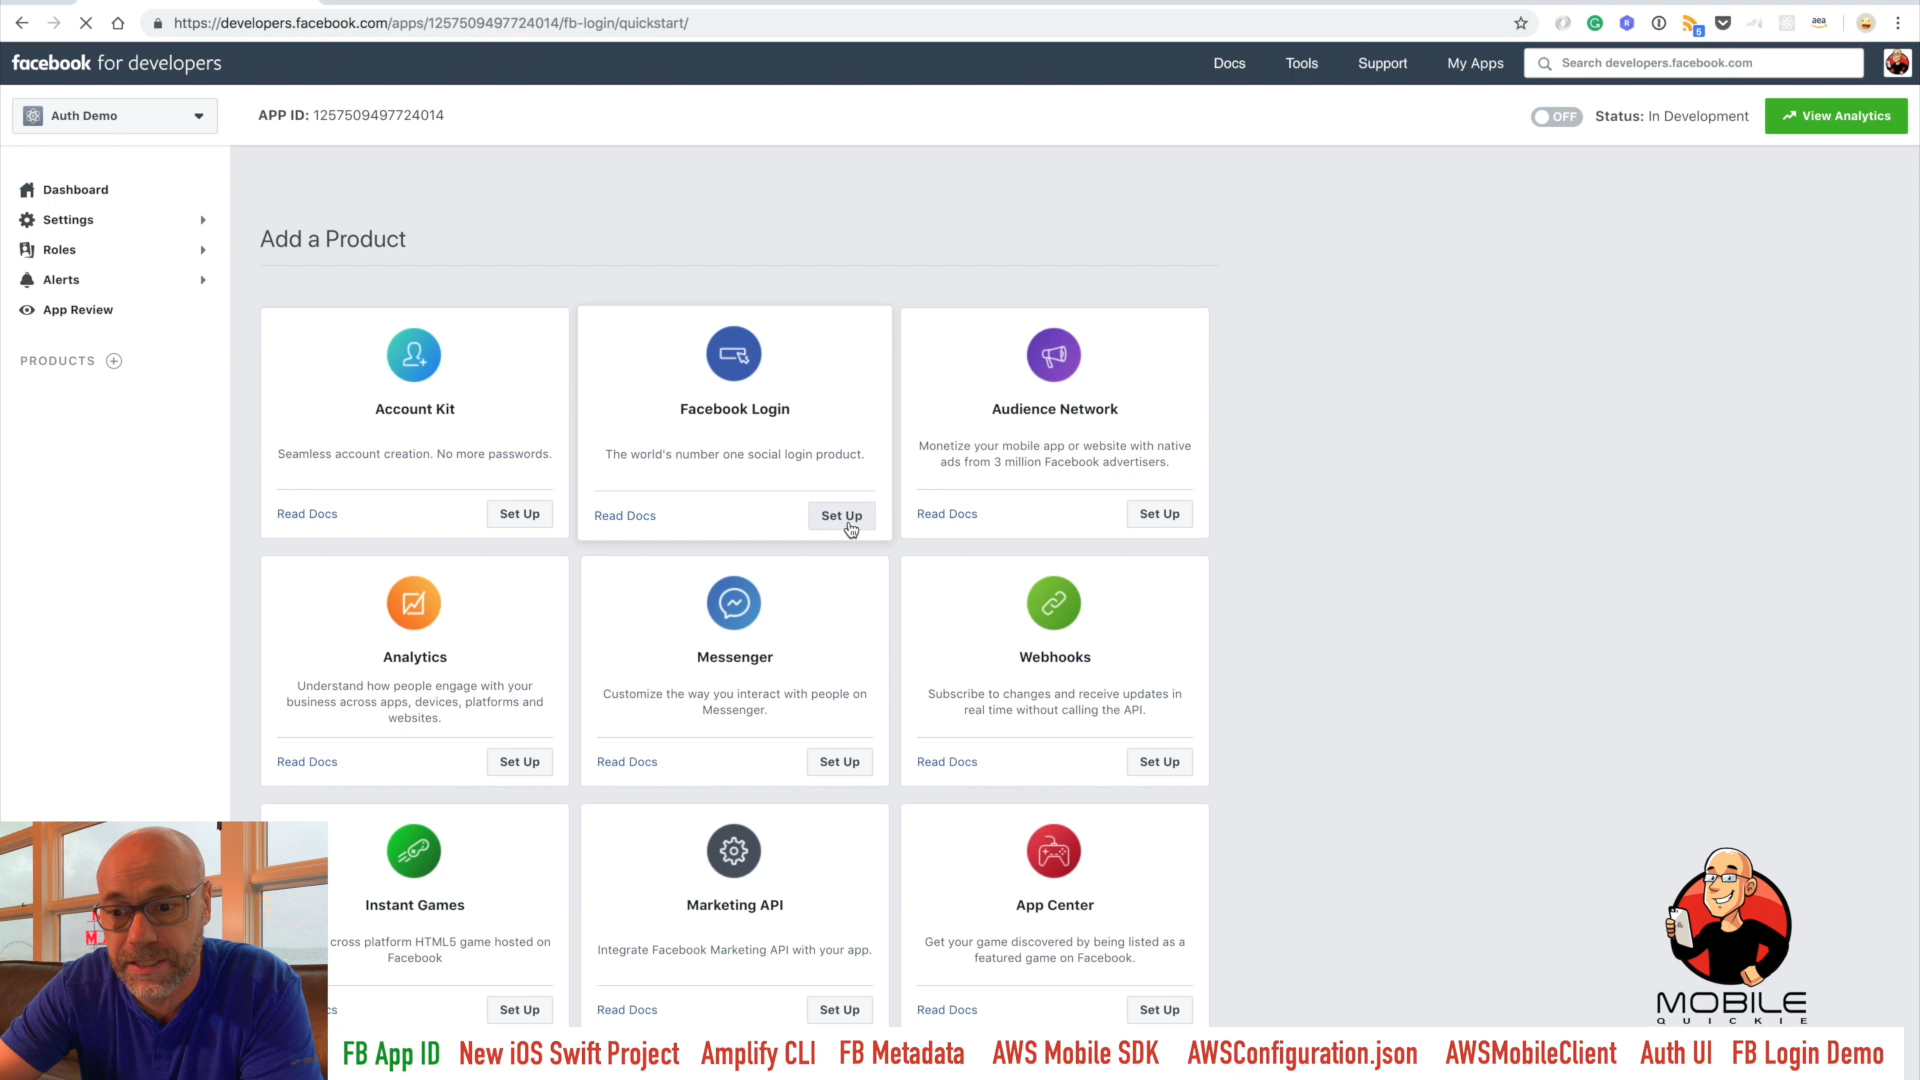 https://developers.facebook.com/apps/1257509497724014/fb-login/quickstart/
5
aea
facebook for developers
Docs
Tools
Support
My Apps
Search developers.facebook.com
Auth Demo
APP ID: 1257509497724014
OFF
Status: In Development
View Analytics
Dashboard
Settings
Roles
Alerts
App Review
PRODUCTS
Add a Product
Account Kit
Seamless account creation. No more passwords.
Read Docs
Set Up
Facebook Login
The world's number one social login product.
Read Docs
Set Up
Audience Network
Monetize your mobile app or website with native
ads from 3 million Facebook advertisers.
Read Docs
Set Up
Analytics
Understand how people engage with your
business across apps, devices, platforms and
websites.
Read Docs
Set Up
Messenger
Customize the way you interact with people on
Messenger.
Read Docs
Set Up
Webhooks
Subscribe to changes and receive updates in
real time without calling the API.
Read Docs
Set Up
Instant Games
cross platform HTML5 game hosted on
Facebook
cs
Set Up
Marketing API
Integrate Facebook Marketing API with your app.
Read Docs
Set Up
App Center
Get your game discovered by being listed as a
featured game on Facebook.
Read Docs
Set Up
MOBILE
QUICKIE
FB App ID
New iOS Swift Project
Amplify CLI
FB Metadata
AWS Mobile SDK
AWSConfiguration.json
AWSMobileClient
Auth UI
FB Login Demo